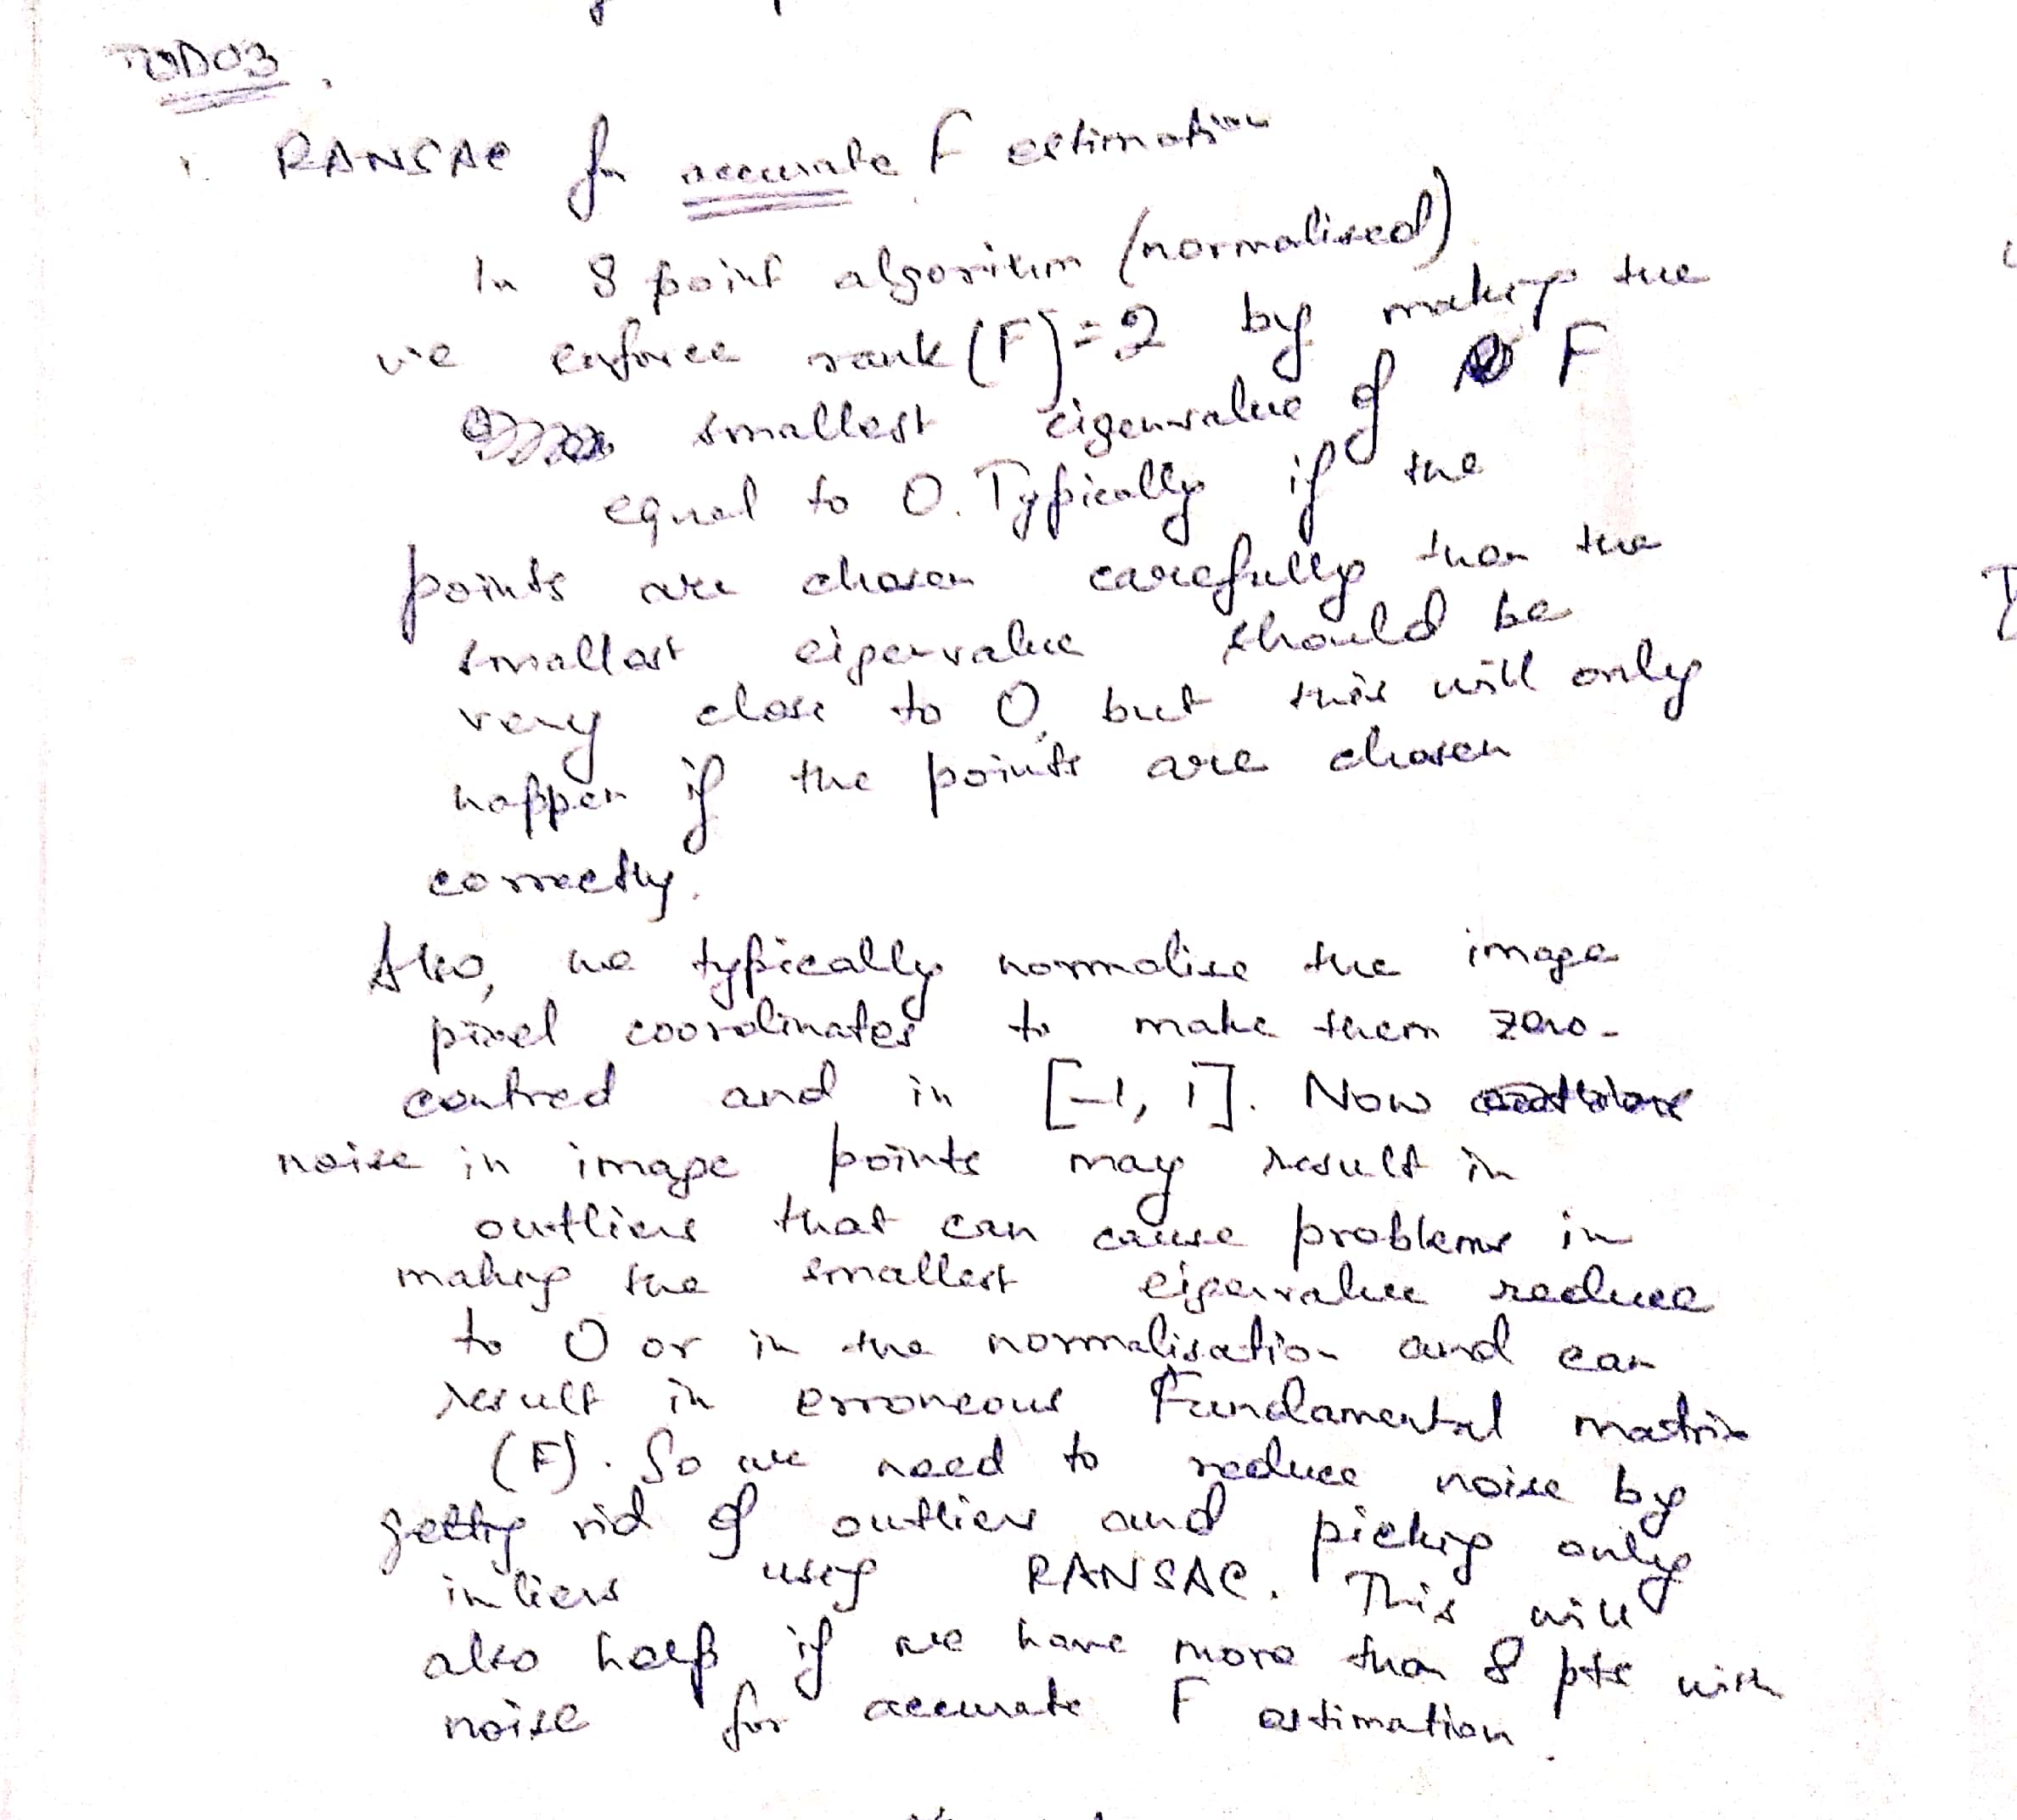 TODO3.
1. RANSAC for accurate F estimation
In 8 point algorithm (normalised)
we enforce rank(F)=2 by making the
smallest eigenvalue of F
equal to 0. Typically if the
points are chosen carefully then the
smallest eigenvalue should be
very close to 0, but this will only
happen if the points are chosen
correctly.
Also, we typically normalise the image
pixel coordinates to make them zero-
centred and in [-1, 1]. Now
noise in image points may result in
outliers that can cause problems in
making the smallest eigenvalue reduce
to 0 or in the normalisation and can
result in erroneous Fundamental matrix
(F). So we need to reduce noise by
getting rid of outliers and picking only
inliers using RANSAC. This will
also help if we have more than 8 pts with
noise for accurate F estimation.